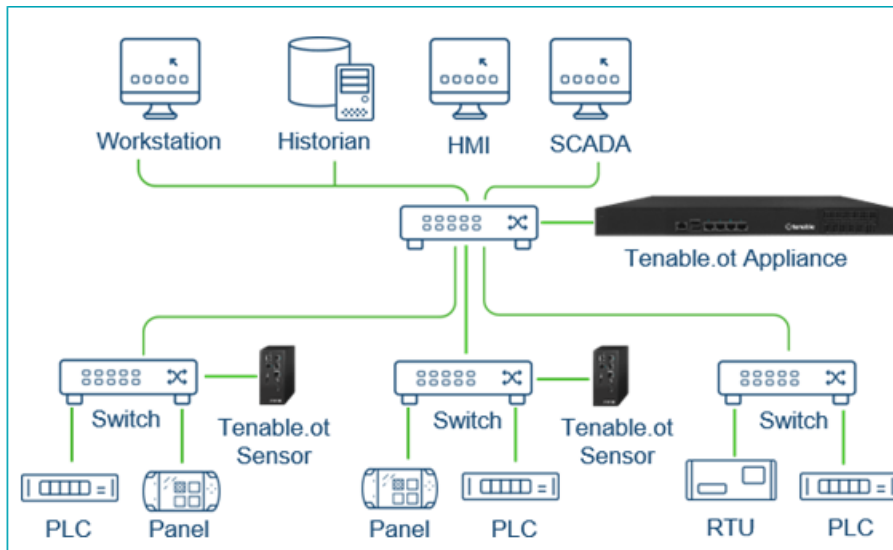 Workstation
Historian
HMI
SCADA
tenable
Tenable.ot Appliance
Switch
Tenable.ot
Sensor
Switch
Tenable.ot
Sensor
Switch
PLC
Panel
Panel
PLC
RTU
PLC